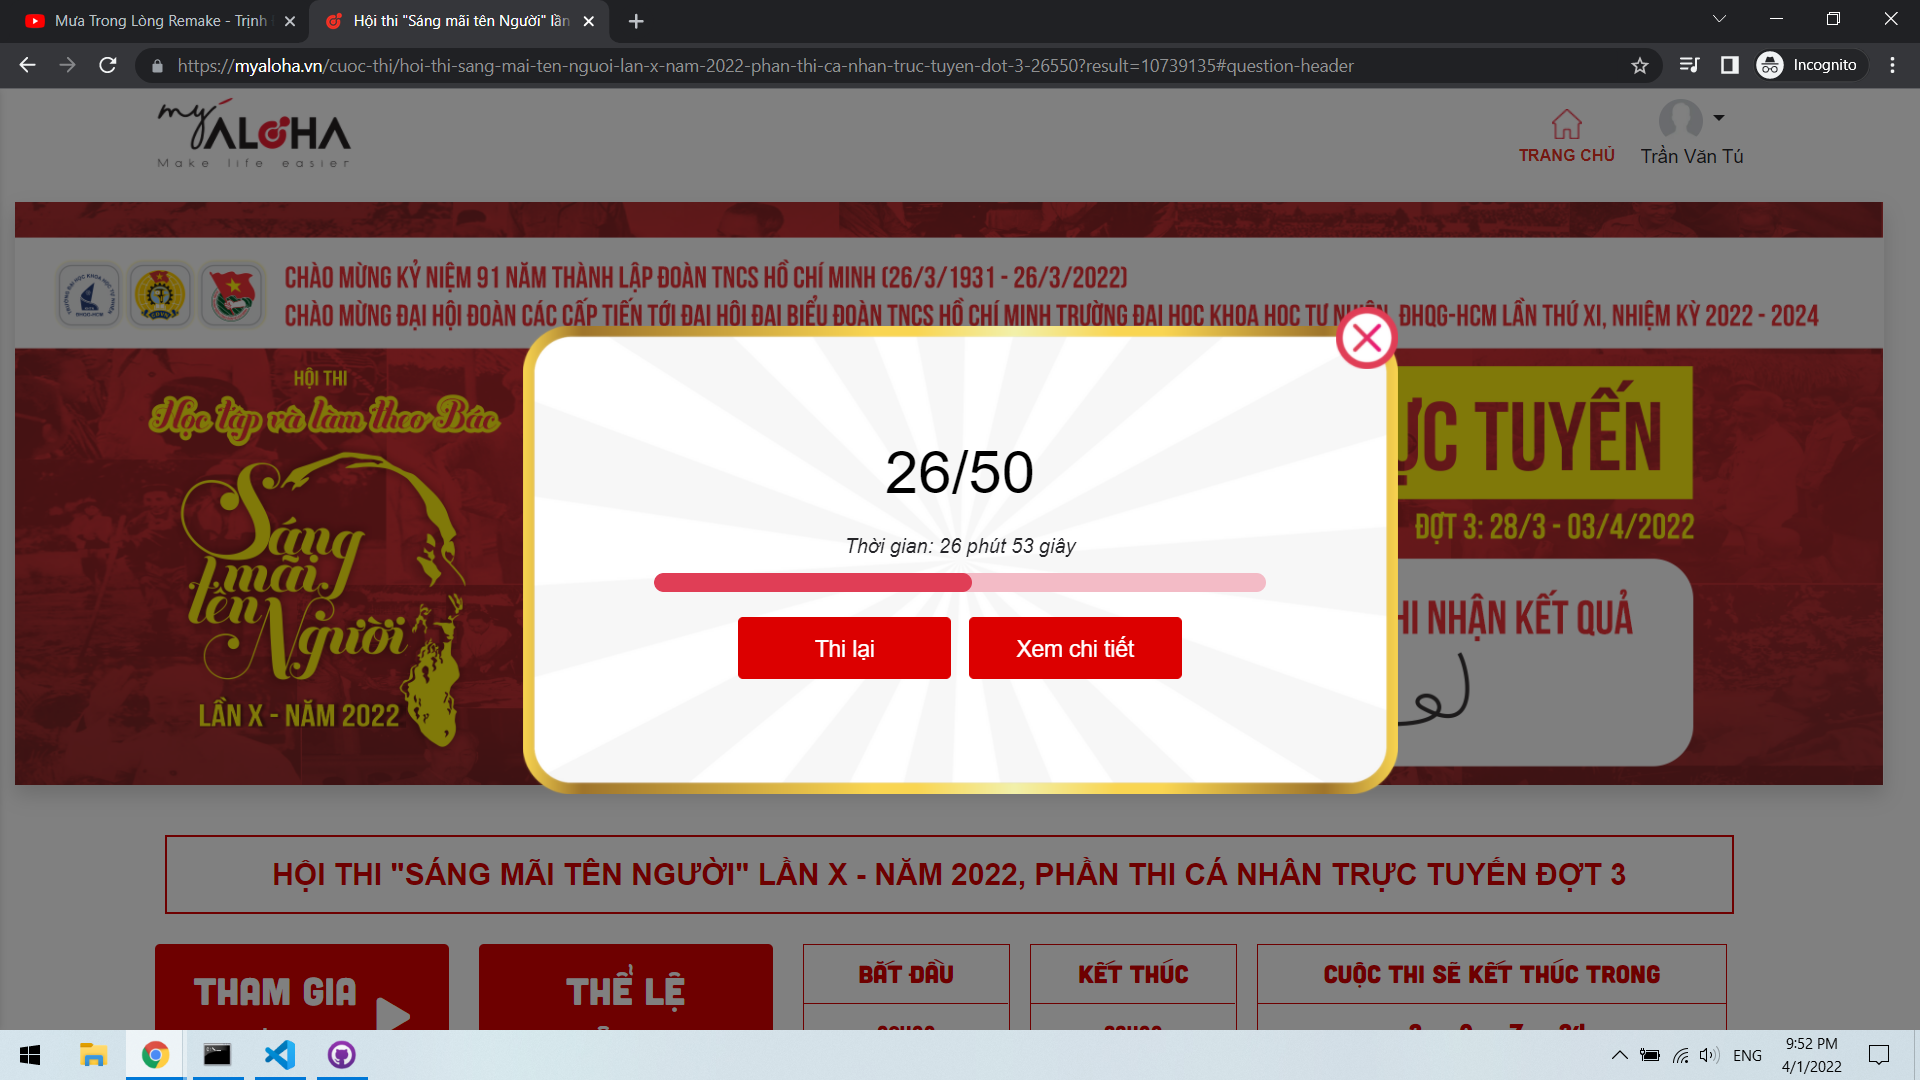 Mưa Trong Lòng Remake - Trịnh
Hội thi "Sáng mãi tên Người" lần
https://myaloha.vn/cuoc-thi/hoi-thi-sang-mai-ten-nguoi-lan-x-nam-2022-phan-thi-ca-nhan-truc-tuyen-dot-3-26550?result=10739135#question-header
Incognito
my ALOHA
Make life easier
TRANG CHỦ
Trần Văn Tú
CHÀO MỪNG KỶ NIỆM 91 NĂM THÀNH LẬP ĐOÀN TNCS HỒ CHÍ MINH (26/3/1931 - 26/3/2022)
CHÀO MỪNG ĐẠI HỘI ĐOÀN CÁC CẤP TIẾN TỚI ĐẠI HỘI ĐẠI BIỂU ĐOÀN TNCS HỒ CHÍ MINH TRƯỜNG ĐẠI HỌC KHOA HỌC TỰ NHIÊN, ĐHQG-HCM LẦN THỨ XI, NHIỆM KỲ 2022 - 2024
HỘI THI
Học tập và làm theo Bác
Sáng
mãi
tên
Người
LẦN X - NĂM 2022
ỰC TUYẾN
ĐỢT 3: 28/3 - 03/4/2022
HI NHẬN KẾT QUẢ
26/50
Thời gian: 26 phút 53 giây
Thi lại
Xem chi tiết
HỘI THI "SÁNG MÃI TÊN NGƯỜI" LẦN X - NĂM 2022, PHẦN THI CÁ NHÂN TRỰC TUYẾN ĐỢT 3
THAM GIA
THỂ LỆ
BẮT ĐẦU
KẾT THÚC
CUỘC THI SẼ KẾT THÚC TRONG
ENG
9:52 PM
4/1/2022